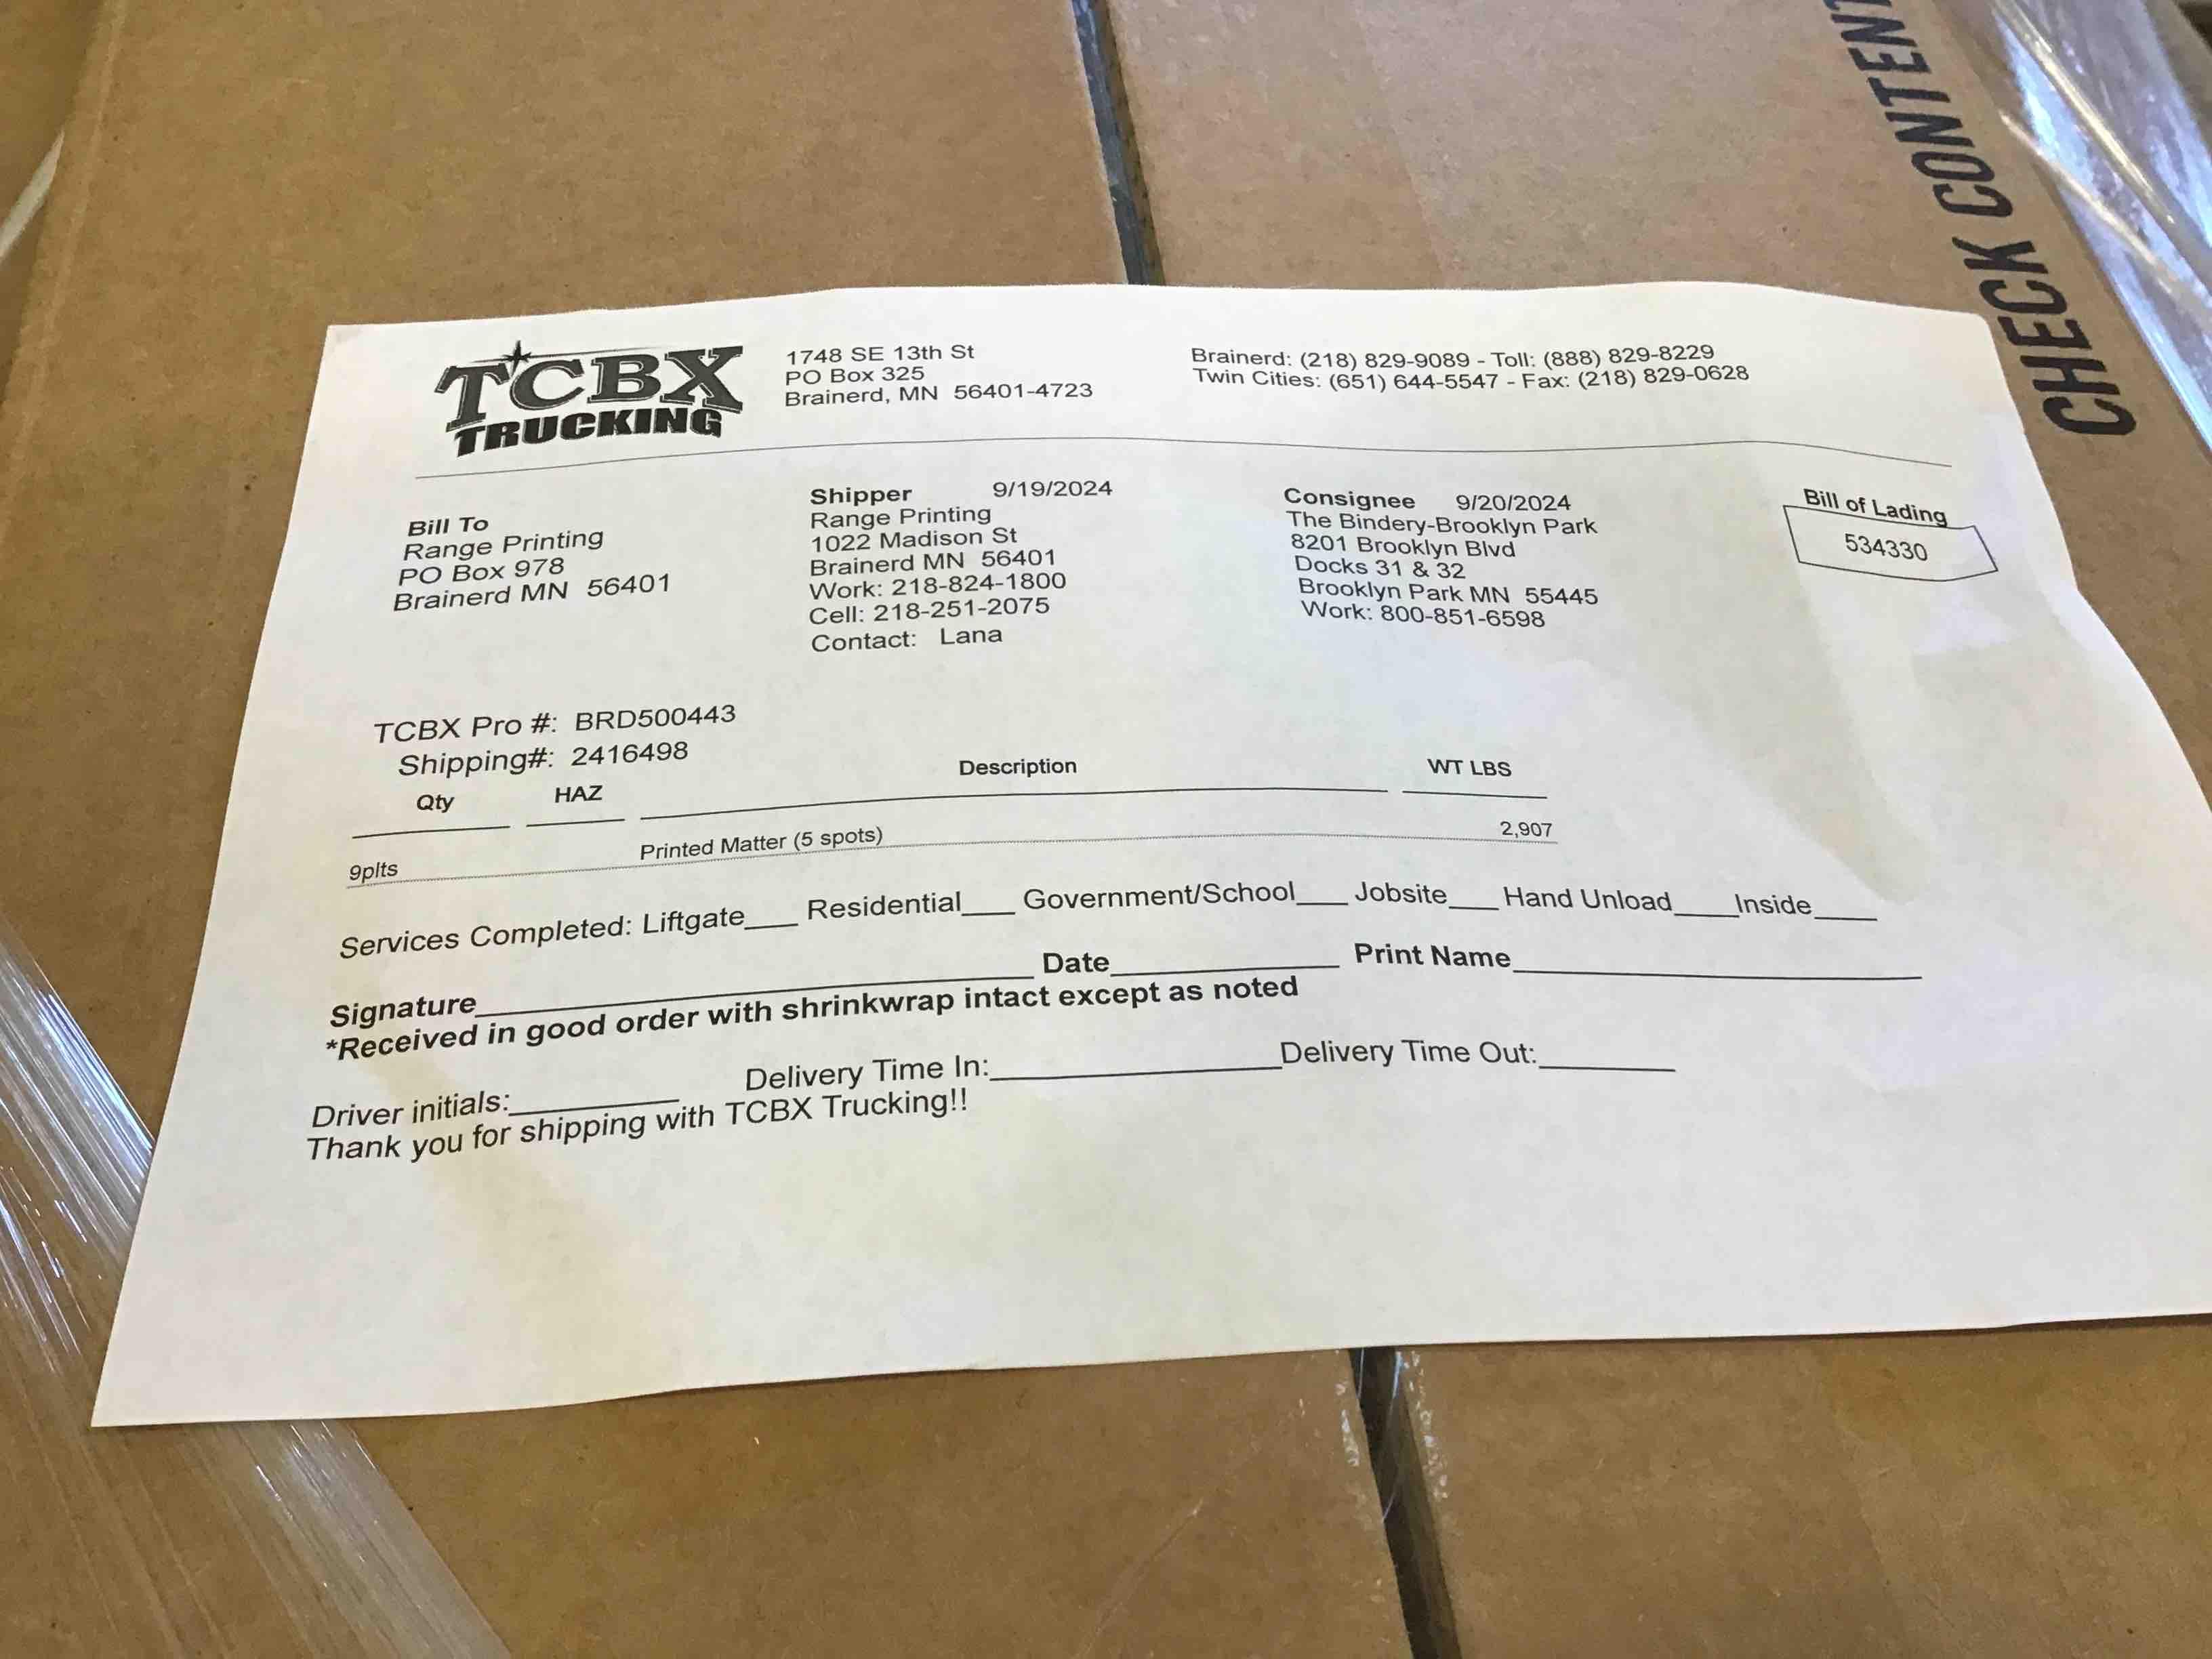 CHECK CONTENT
TCBX
TRUCKING
1748 SE 13th St
PO Box 325
Brainerd, MN 56401-4723
Brainerd: (218) 829-9089 - Toll: (888) 829-8229
Twin Cities: (651) 644-5547 - Fax: (218) 829-0628
Bill To
Range Printing
PO Box 978
Brainerd MN 56401
Shipper 9/19/2024
Range Printing
1022 Madison St
Brainerd MN 56401
Work: 218-824-1800
Cell: 218-251-2075
Contact: Lana
Consignee 9/20/2024
The Bindery-Brooklyn Park
8201 Brooklyn Blvd
Docks 31 & 32
Brooklyn Park MN 55445
Work: 800-851-6598
Bill of Lading
534330
TCBX Pro #: BRD500443
Shipping#: 2416498
Qty HAZ Description WT LBS
9plts Printed Matter (5 spots) 2,907
Services Completed: Liftgate___ Residential___ Government/School___ Jobsite___ Hand Unload____Inside____
Signature____ Date____ Print Name____
*Received in good order with shrinkwrap intact except as noted
Driver initials:____ Delivery Time In:____Delivery Time Out:____
Thank you for shipping with TCBX Trucking!!